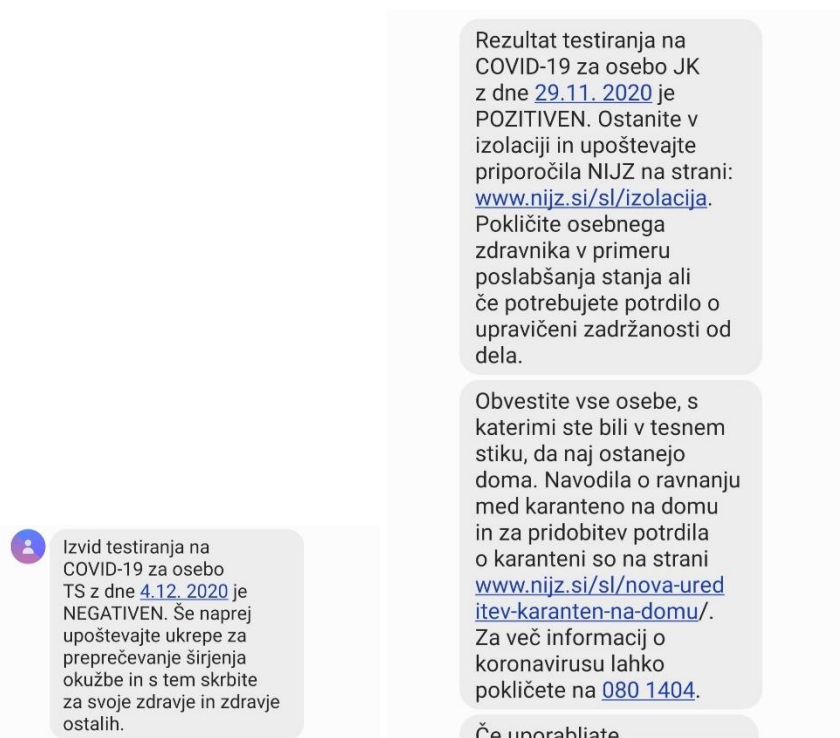 Izvid testiranja na
COVID-19 za osebo
TS z dne 4.12. 2020 je
NEGATIVEN. Še naprej
upoštevajte ukrepe za
preprečevanje širjenja
okužbe in s tem skrbite
za svoje zdravje in zdravje
ostalih.
Rezultat testiranja na
COVID-19 za osebo JK
z dne 29.11. 2020 je
POZITIVEN. Ostanite v
izolaciji in upoštevajte
priporočila NIJZ na strani:
www.nijz.si/sl/izolacija.
Pokličite osebnega
zdravnika v primeru
poslabšanja stanja ali
če potrebujete potrdilo o
upravičeni zadržanosti od
dela.
Obvestite vse osebe, s
katerimi ste bili v tesnem
stiku, da naj ostanejo
doma. Navodila o ravnanju
med karanteno na domu
in za pridobitev potrdila
o karanteni so na strani
www.nijz.si/sl/nova-ured
itev-karanten-na-domu/.
Za več informacij o
koronavirusu lahko
pokličete na 080 1404.
Če uporabljate